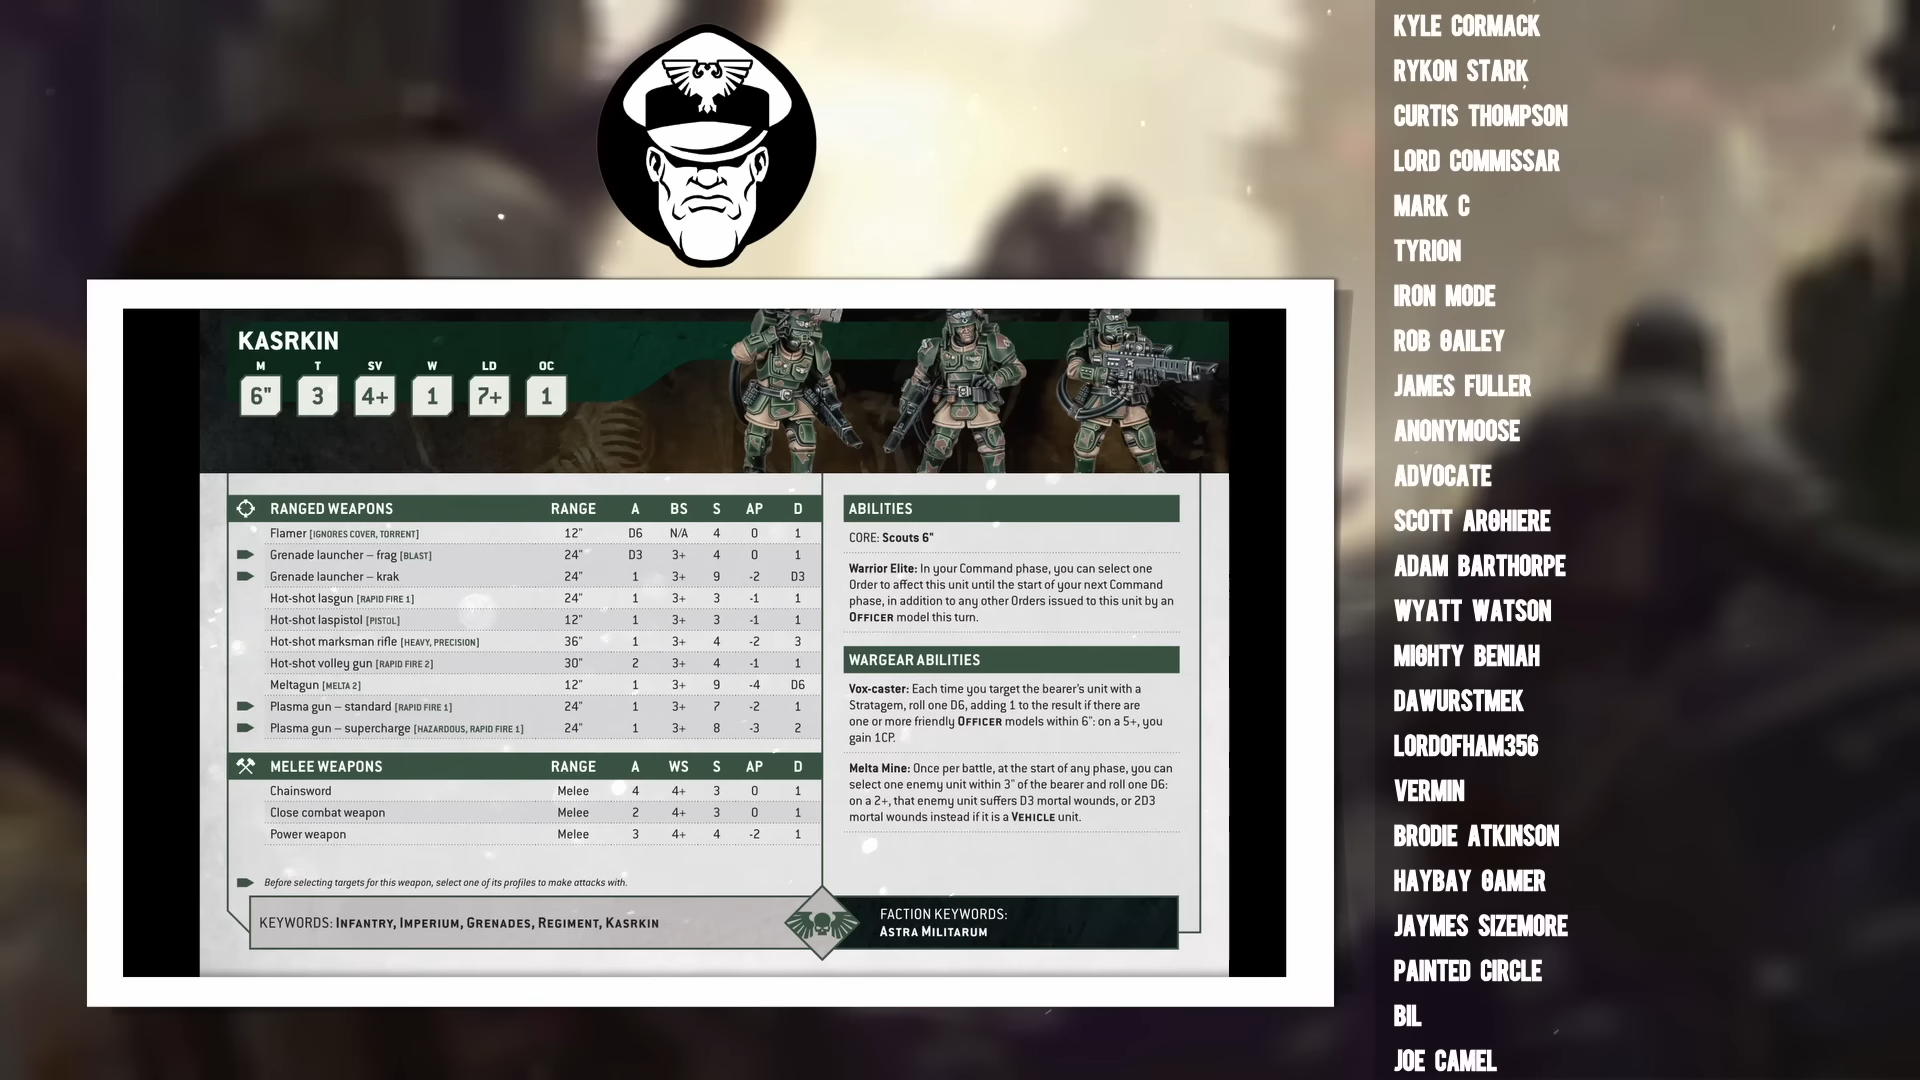 KASRKIN
M T SV W LD OC
6" 3 4+ 1 7+ 1
RANGED WEAPONS RANGE A BS S AP D
Flamer [IGNORES COVER, TORRENT] 12" D6 N/A 4 0 1
Grenade launcher – frag [BLAST] 24" D3 3+ 4 0 1
Grenade launcher – krak 24" 1 3+ 9 -2 D3
Hot-shot lasgun [RAPID FIRE 1] 24" 1 3+ 3 -1 1
Hot-shot laspistol [PISTOL] 12" 1 3+ 3 -1 1
Hot-shot marksman rifle [HEAVY, PRECISION] 36" 1 3+ 4 -2 3
Hot-shot volley gun [RAPID FIRE 2] 30" 2 3+ 4 -1 1
Meltagun [MELTA 2] 12" 1 3+ 9 -4 D6
Plasma gun – standard [RAPID FIRE 1] 24" 1 3+ 7 -2 1
Plasma gun – supercharge [HAZARDOUS, RAPID FIRE 1] 24" 1 3+ 8 -3 2
MELEE WEAPONS RANGE A WS S AP D
Chainsword Melee 4 4+ 3 0 1
Close combat weapon Melee 2 4+ 3 0 1
Power weapon Melee 3 4+ 4 -2 1
Before selecting targets for this weapon, select one of its profiles to make attacks with.
KEYWORDS: INFANTRY, IMPERIUM, GRENADES, REGIMENT, KASRKIN
ABILITIES
CORE: Scouts 6"
Warrior Elite: In your Command phase, you can select one
Order to affect this unit until the start of your next Command
phase, in addition to any other Orders issued to this unit by an
OFFICER model this turn.
WARGEAR ABILITIES
Vox-caster: Each time you target the bearer's unit with a
Stratagem, roll one D6, adding 1 to the result if there are
one or more friendly OFFICER models within 6": on a 5+, you
gain 1CP.
Melta Mine: Once per battle, at the start of any phase, you can
select one enemy unit within 3" of the bearer and roll one D6:
on a 2+, that enemy unit suffers D3 mortal wounds, or 2D3
mortal wounds instead if it is a VEHICLE unit.
FACTION KEYWORDS:
ASTRA MILITARUM
KYLE CORMACK
RYKON STARK
CURTIS THOMPSON
LORD COMMISSAR
MARK C
TYRION
IRON MODE
ROB GAILEY
JAMES FULLER
ANONYMOOSE
ADVOCATE
SCOTT ARGHIERE
ADAM BARTHORPE
WYATT WATSON
MIGHTY BENIAH
DAWURSTMEK
LORDOFHAM356
VERMIN
BRODIE ATKINSON
HAYBAY GAMER
JAYMES SIZEMORE
PAINTED CIRCLE
BIL
JOE CAMEL